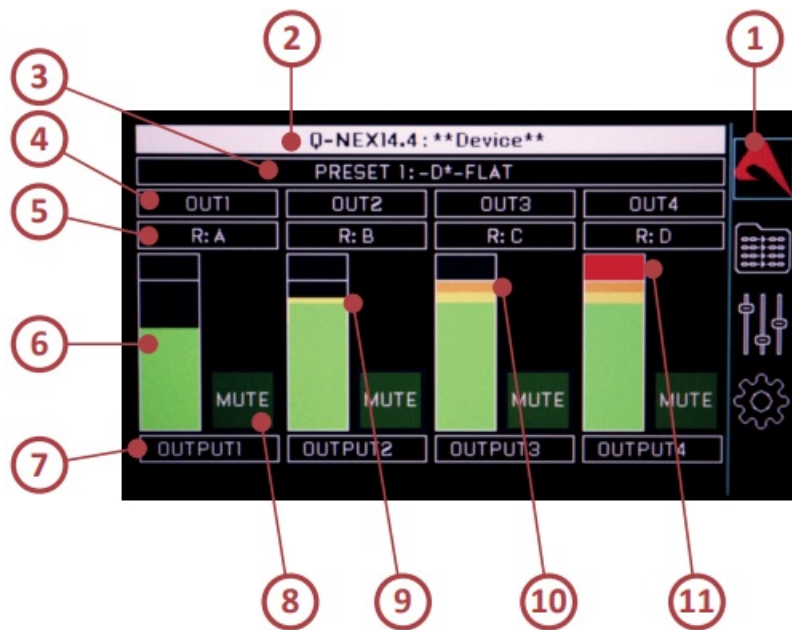 2
1
3
4
5
Q-NEX14.4:**Device**
PRESET 1:-D*-FLAT
OUT1 OUT2 OUT3 OUT4
R:A R:B R:C R:D
6
MUTE MUTE MUTE MUTE
7
OUTPUT1 OUTPUT2 OUTPUT3 OUTPUT4
8
9
10
11